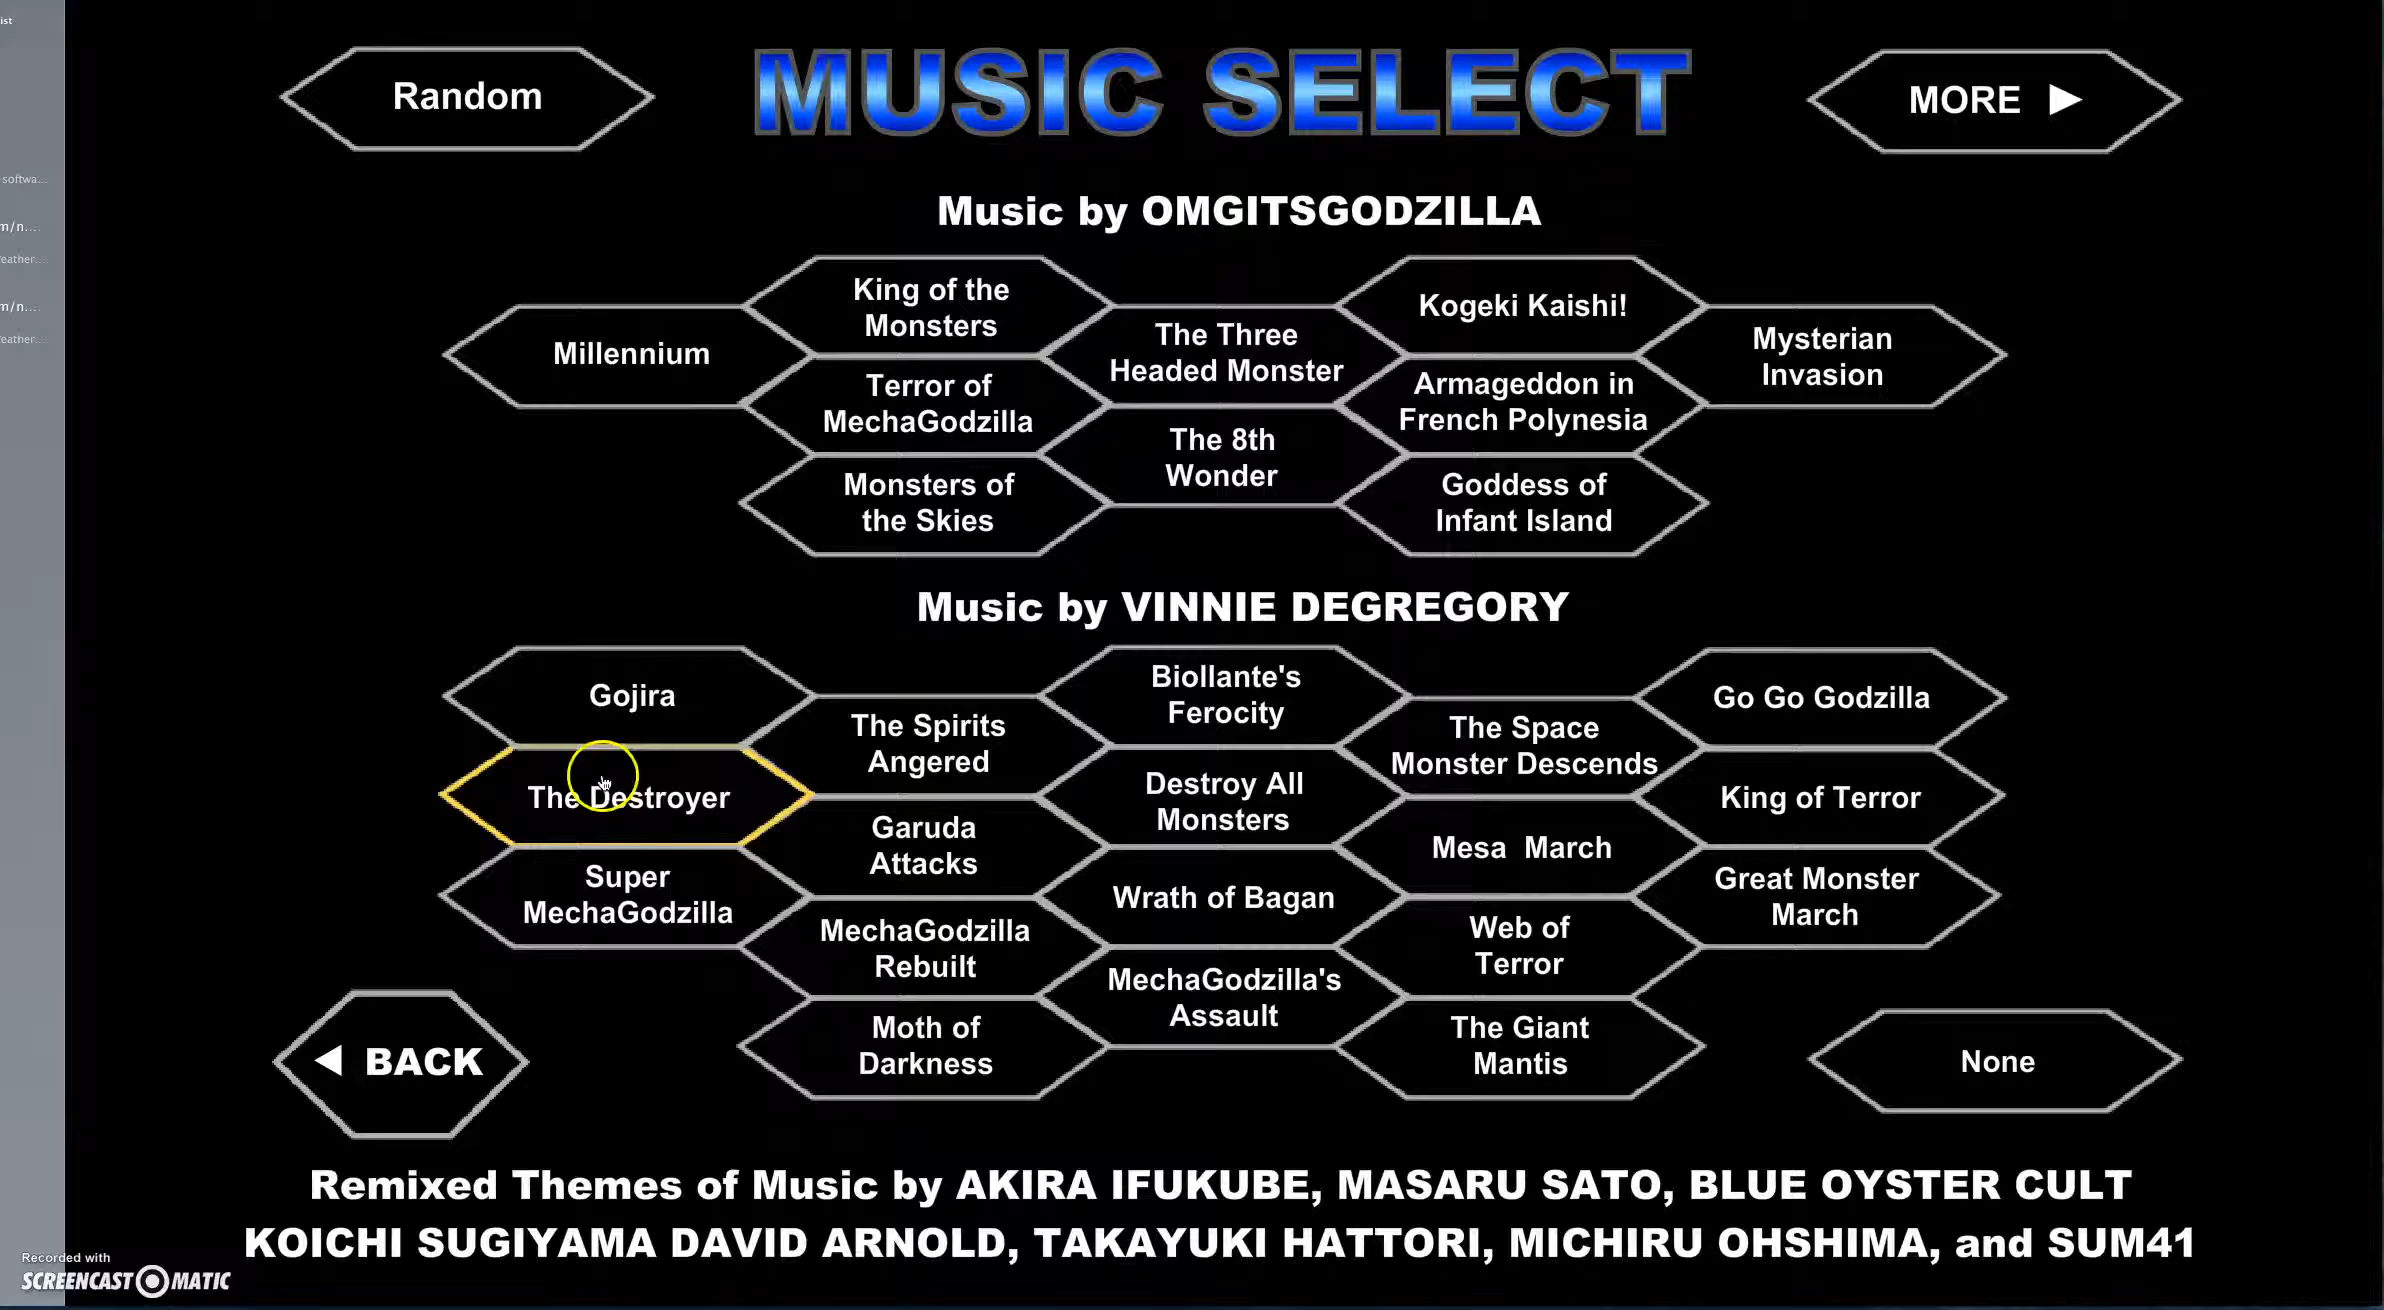 ist
softwa...
m/n....
eather....
m/n....
eather....
Random
MUSIC SELECT
MORE ▶
Music by OMGITSGODZILLA
Millennium
King of the
Monsters
Terror of
MechaGodzilla
Monsters of
the Skies
The Three
Headed Monster
The 8th
Wonder
Kogeki Kaishi!
Armageddon in
French Polynesia
Goddess of
Infant Island
Mysterian
Invasion
Music by VINNIE DEGREGORY
Gojira
The Destroyer
Super
MechaGodzilla
The Spirits
Angered
Garuda
Attacks
MechaGodzilla
Rebuilt
Moth of
Darkness
Biollante's
Ferocity
Destroy All
Monsters
Wrath of Bagan
MechaGodzilla's
Assault
The Space
Monster Descends
Mesa March
Web of
Terror
The Giant
Mantis
Go Go Godzilla
King of Terror
Great Monster
March
◀ BACK
None
Remixed Themes of Music by AKIRA IFUKUBE, MASARU SATO, BLUE OYSTER CULT
KOICHI SUGIYAMA DAVID ARNOLD, TAKAYUKI HATTORI, MICHIRU OHSHIMA, and SUM41
Recorded with
SCREENCAST-O-MATIC